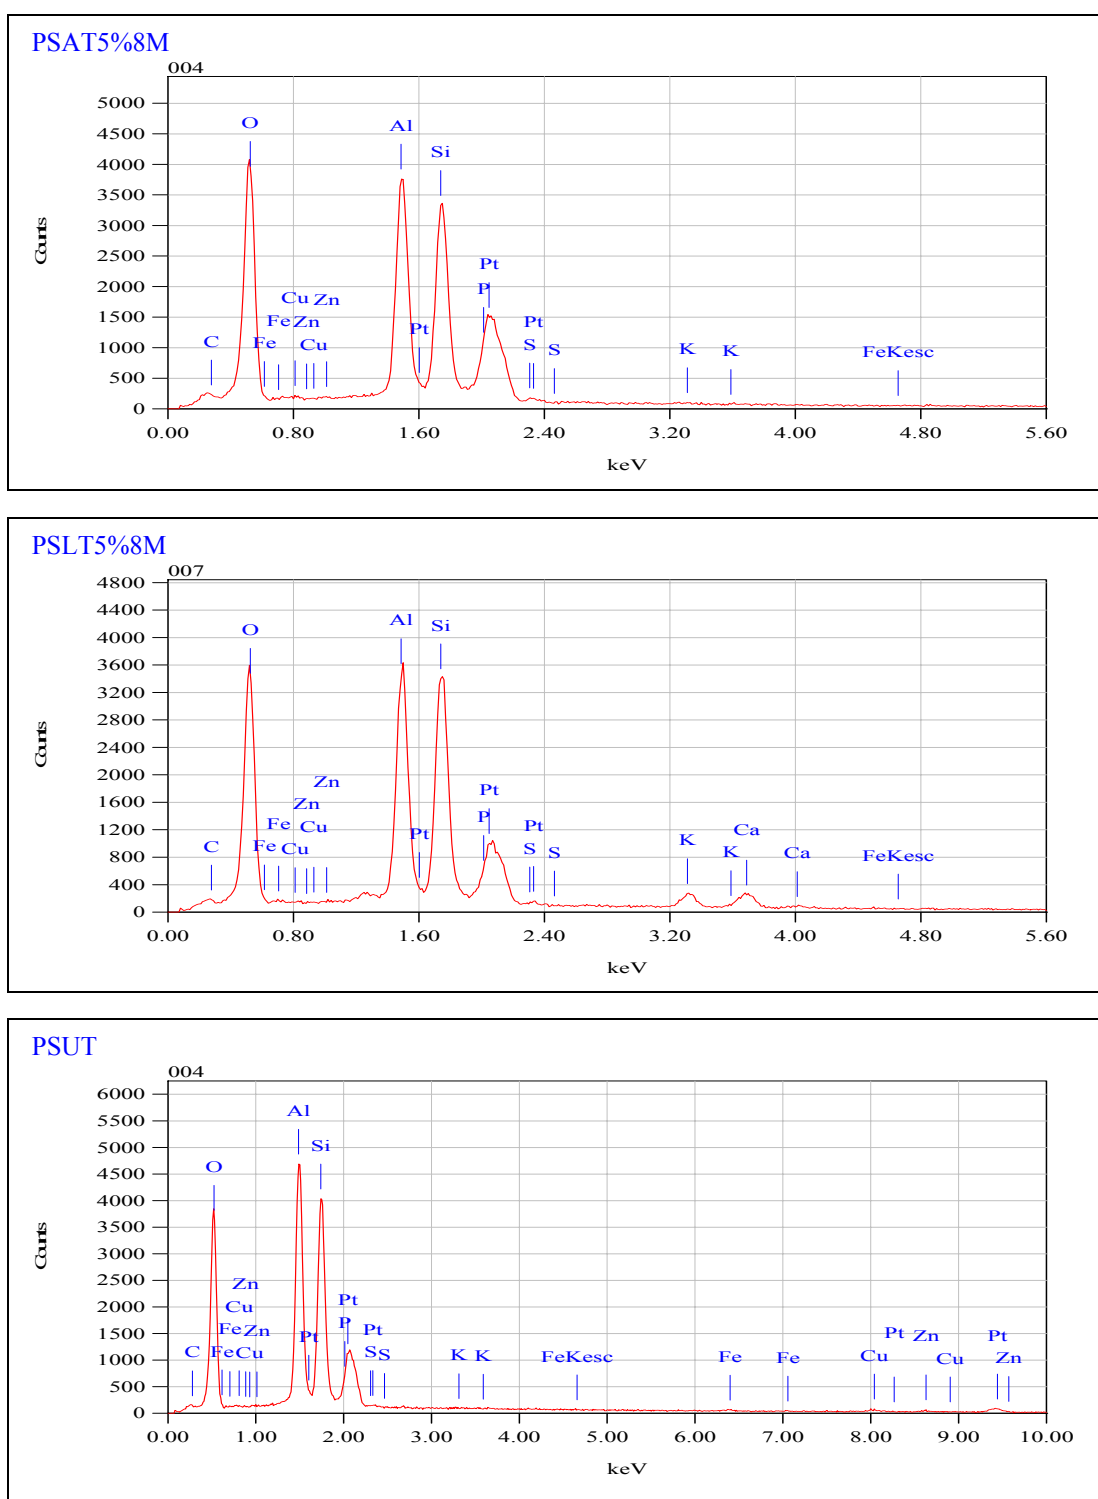 PSAT5%8M
004
5000
4500
4000
3500
3000
2500
2000
1500
1000
500
0
Counts
O
Al
Si
Pt
P
Cu Zn
Fe Zn
Pt
Pt
C
Fe
Cu
S
S
K
K
FeKesc
0.00 0.80 1.60 2.40 3.20 4.00 4.80 5.60
keV
PSLT5%8M
007
4800
4400
4000
3600
3200
2800
2400
2000
1600
1200
800
400
0
Counts
O
Al
Si
Pt
P
Zn
Zn
Fe
Cu
Pt
Pt
Ca
C
Fe
Cu
S
S
K
K
Ca
FeKesc
0.00 0.80 1.60 2.40 3.20 4.00 4.80 5.60
keV
PSUT
004
6000
5500
5000
4500
4000
3500
3000
2500
2000
1500
1000
500
0
Counts
Al
Si
O
Zn
Cu
Pt
Fe Zn
Pt
P
Pt
Pt Zn
Pt
C
Fe Cu
S S
K K
FeKesc
Fe
Fe
Cu
Cu
Zn
0.00 1.00 2.00 3.00 4.00 5.00 6.00 7.00 8.00 9.00 10.00
keV